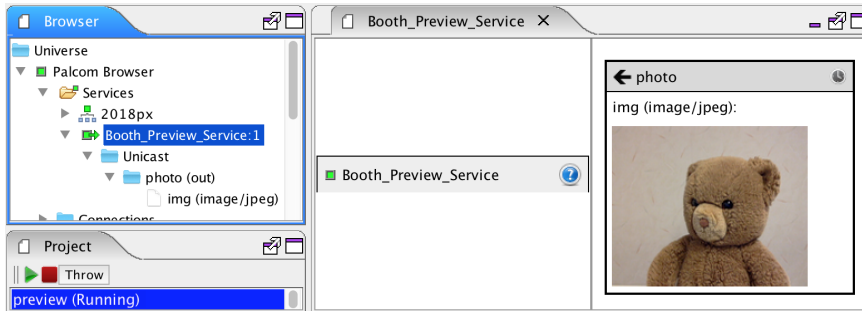 Browser
Universe
Palcom Browser
Services
2018px
Booth_Preview_Service:1
Unicast
photo (out)
img (image/jpeg)
Connections
Project
Throw
preview (Running)
Booth_Preview_Service X
Booth_Preview_Service
?
photo
img (image/jpeg):